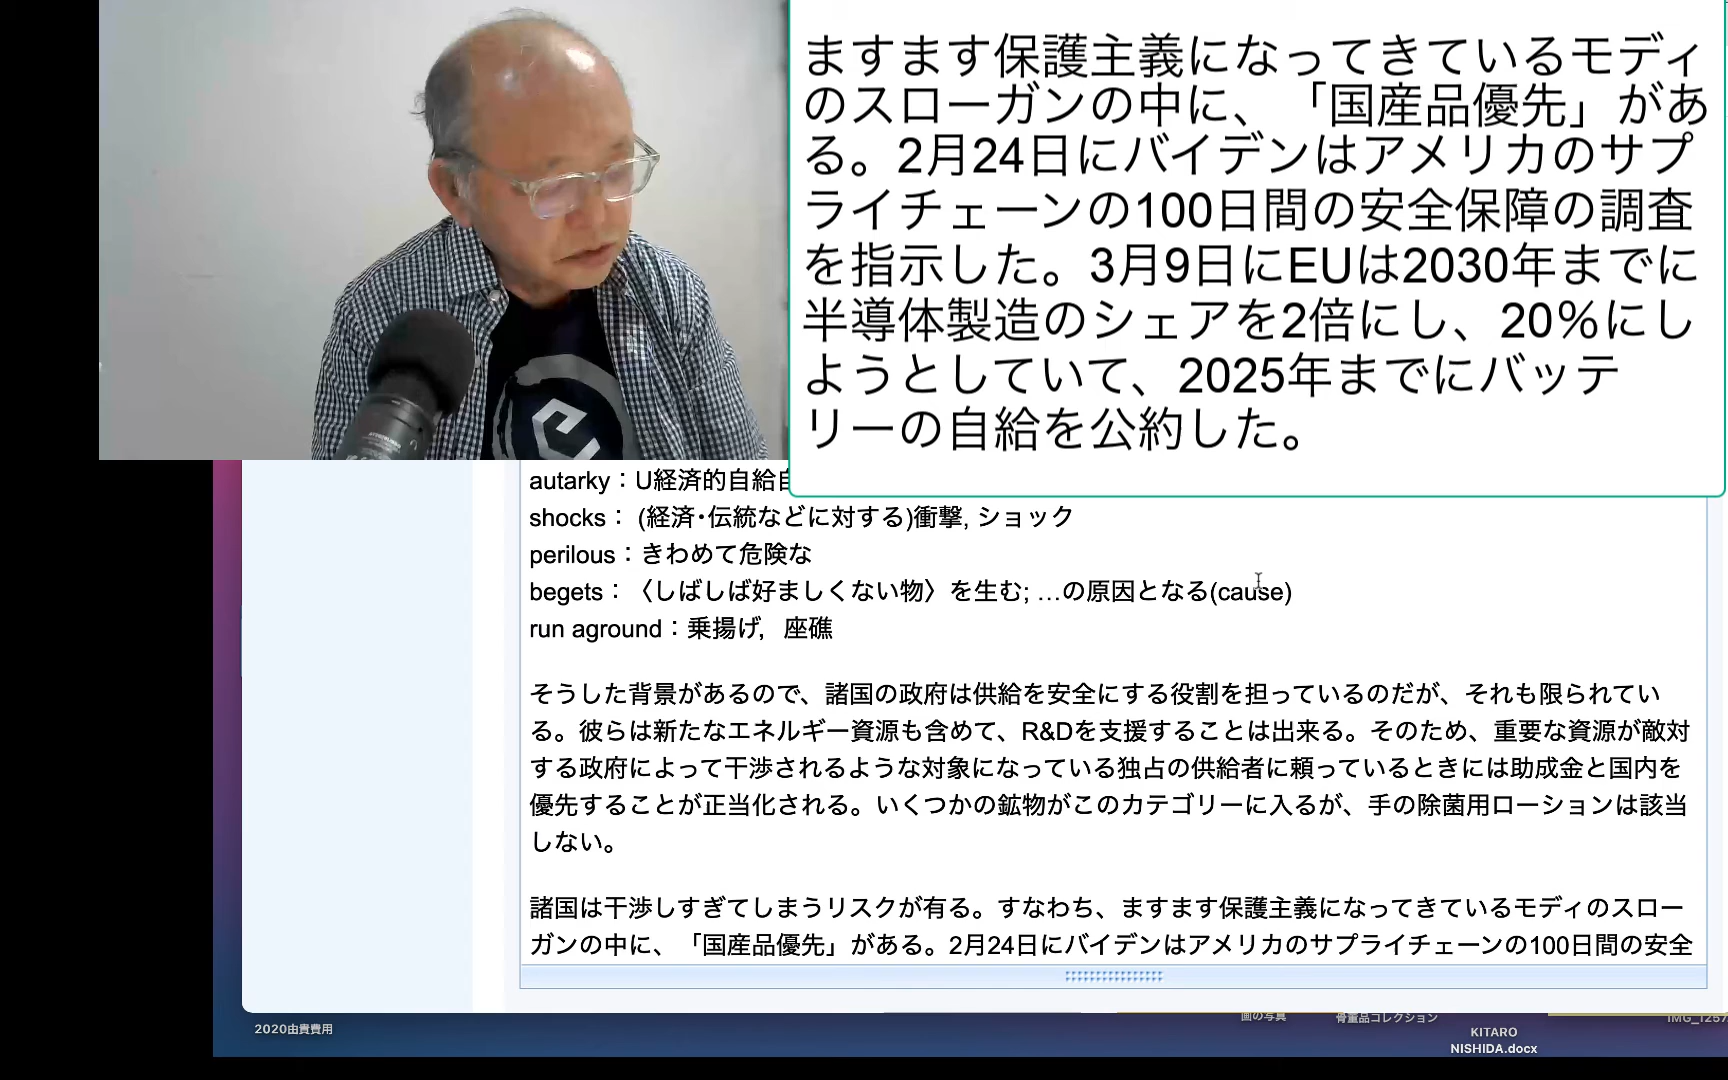 ますます保護主義になってきているモディ
のスローガンの中に、「国産品優先」があ
る。2月24日にバイデンはアメリカのサプ
ライチェーンの100日間の安全保障の調査
を指示した。3月9日にEUは2030年までに
半導体製造のシェアを2倍にし、20%にし
ようとしていて、2025年までにバッテ
リーの自給を公約した。
autarky：U経済的自給自
shocks： (経済･伝統などに対する)衝撃, ショック
perilous：きわめて危険な
begets：〈しばしば好ましくない物〉を生む; …の原因となる(cause)
run aground：乗揚げ, 座礁
そうした背景があるので、諸国の政府は供給を安全にする役割を担っているのだが、それも限られてい
る。彼らは新たなエネルギー資源も含めて、R&Dを支援することは出来る。そのため、重要な資源が敵対
する政府によって干渉されるような対象になっている独占の供給者に頼っているときには助成金と国内を
優先することが正当化される。いくつかの鉱物がこのカテゴリーに入るが、手の除菌用ローションは該当
しない。
諸国は干渉しすぎてしまうリスクが有る。すなわち、ますます保護主義になってきているモディのスロー
ガンの中に、「国産品優先」がある。2月24日にバイデンはアメリカのサプライチェーンの100日間の安全
2020由貴費用
画の写真
骨董品コレクション
IMG_1257
KITARO
NISHIDA.docx